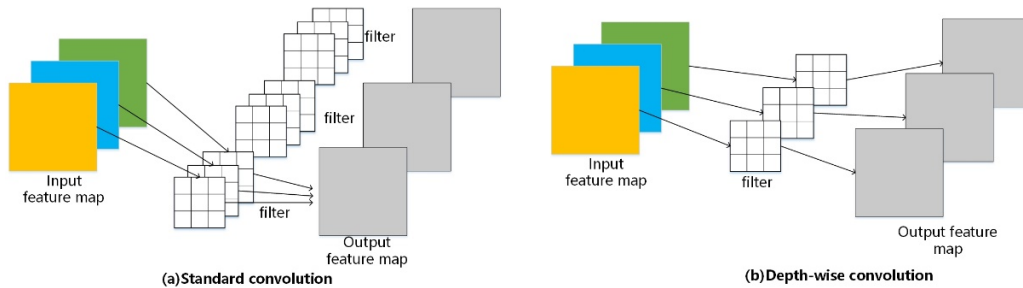 filter
filter
filter
Input
feature map
Output
feature map
(a)Standard convolution
Input
feature map
filter
Output feature
map
(b)Depth-wise convolution